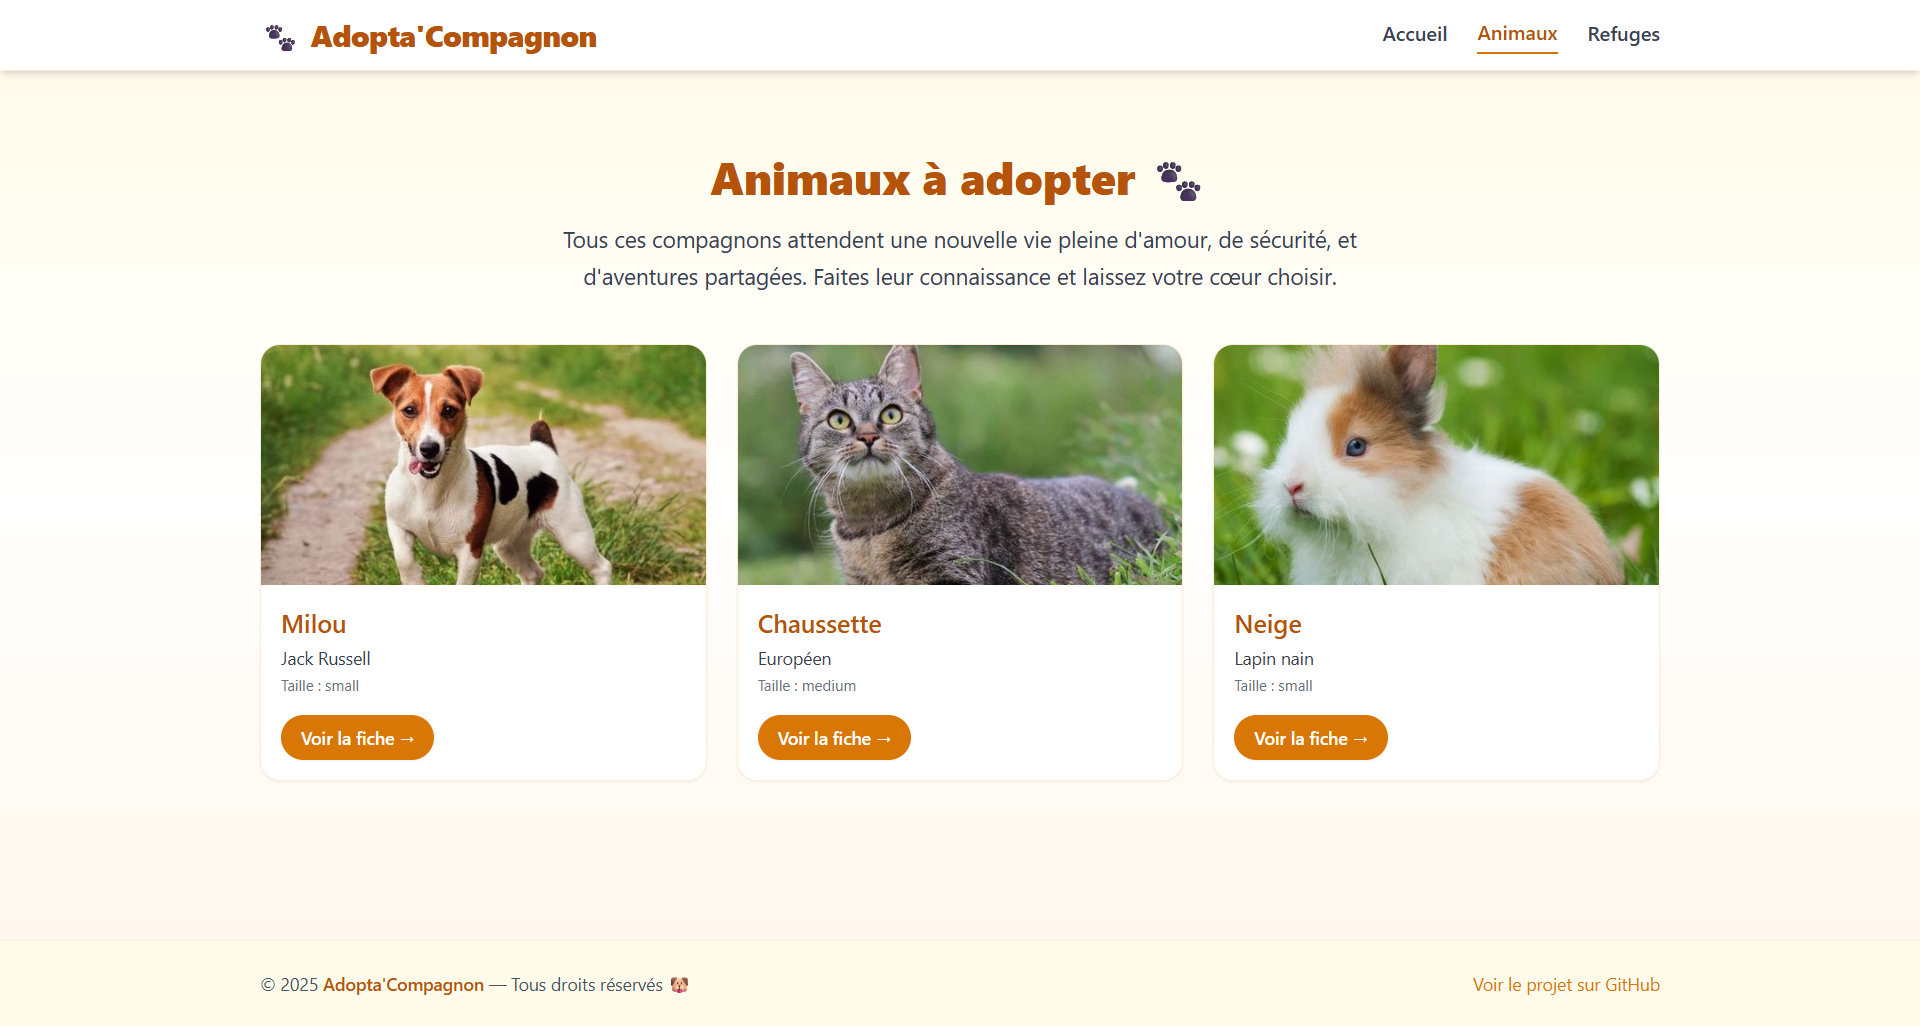 🐾 Adopta'Compagnon
Accueil Animaux Refuges
Animaux à adopter 🐾
Tous ces compagnons attendent une nouvelle vie pleine d'amour, de sécurité, et
d'aventures partagées. Faites leur connaissance et laissez votre cœur choisir.
Milou
Jack Russell
Taille : small
Voir la fiche →
Chaussette
Européen
Taille : medium
Voir la fiche →
Neige
Lapin nain
Taille : small
Voir la fiche →
© 2025 Adopta'Compagnon — Tous droits réservés 🐶
Voir le projet sur GitHub